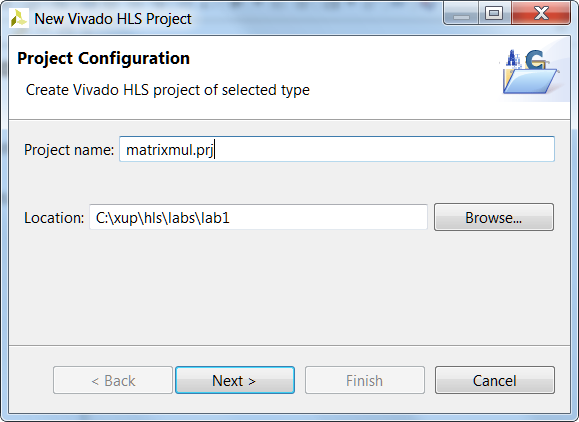 New Vivado HLS Project
Project Configuration
Create Vivado HLS project of selected type
Project name: matrixmul.prj
Location: C:\xup\hls\labs\lab1 Browse...
< Back Next > Finish Cancel